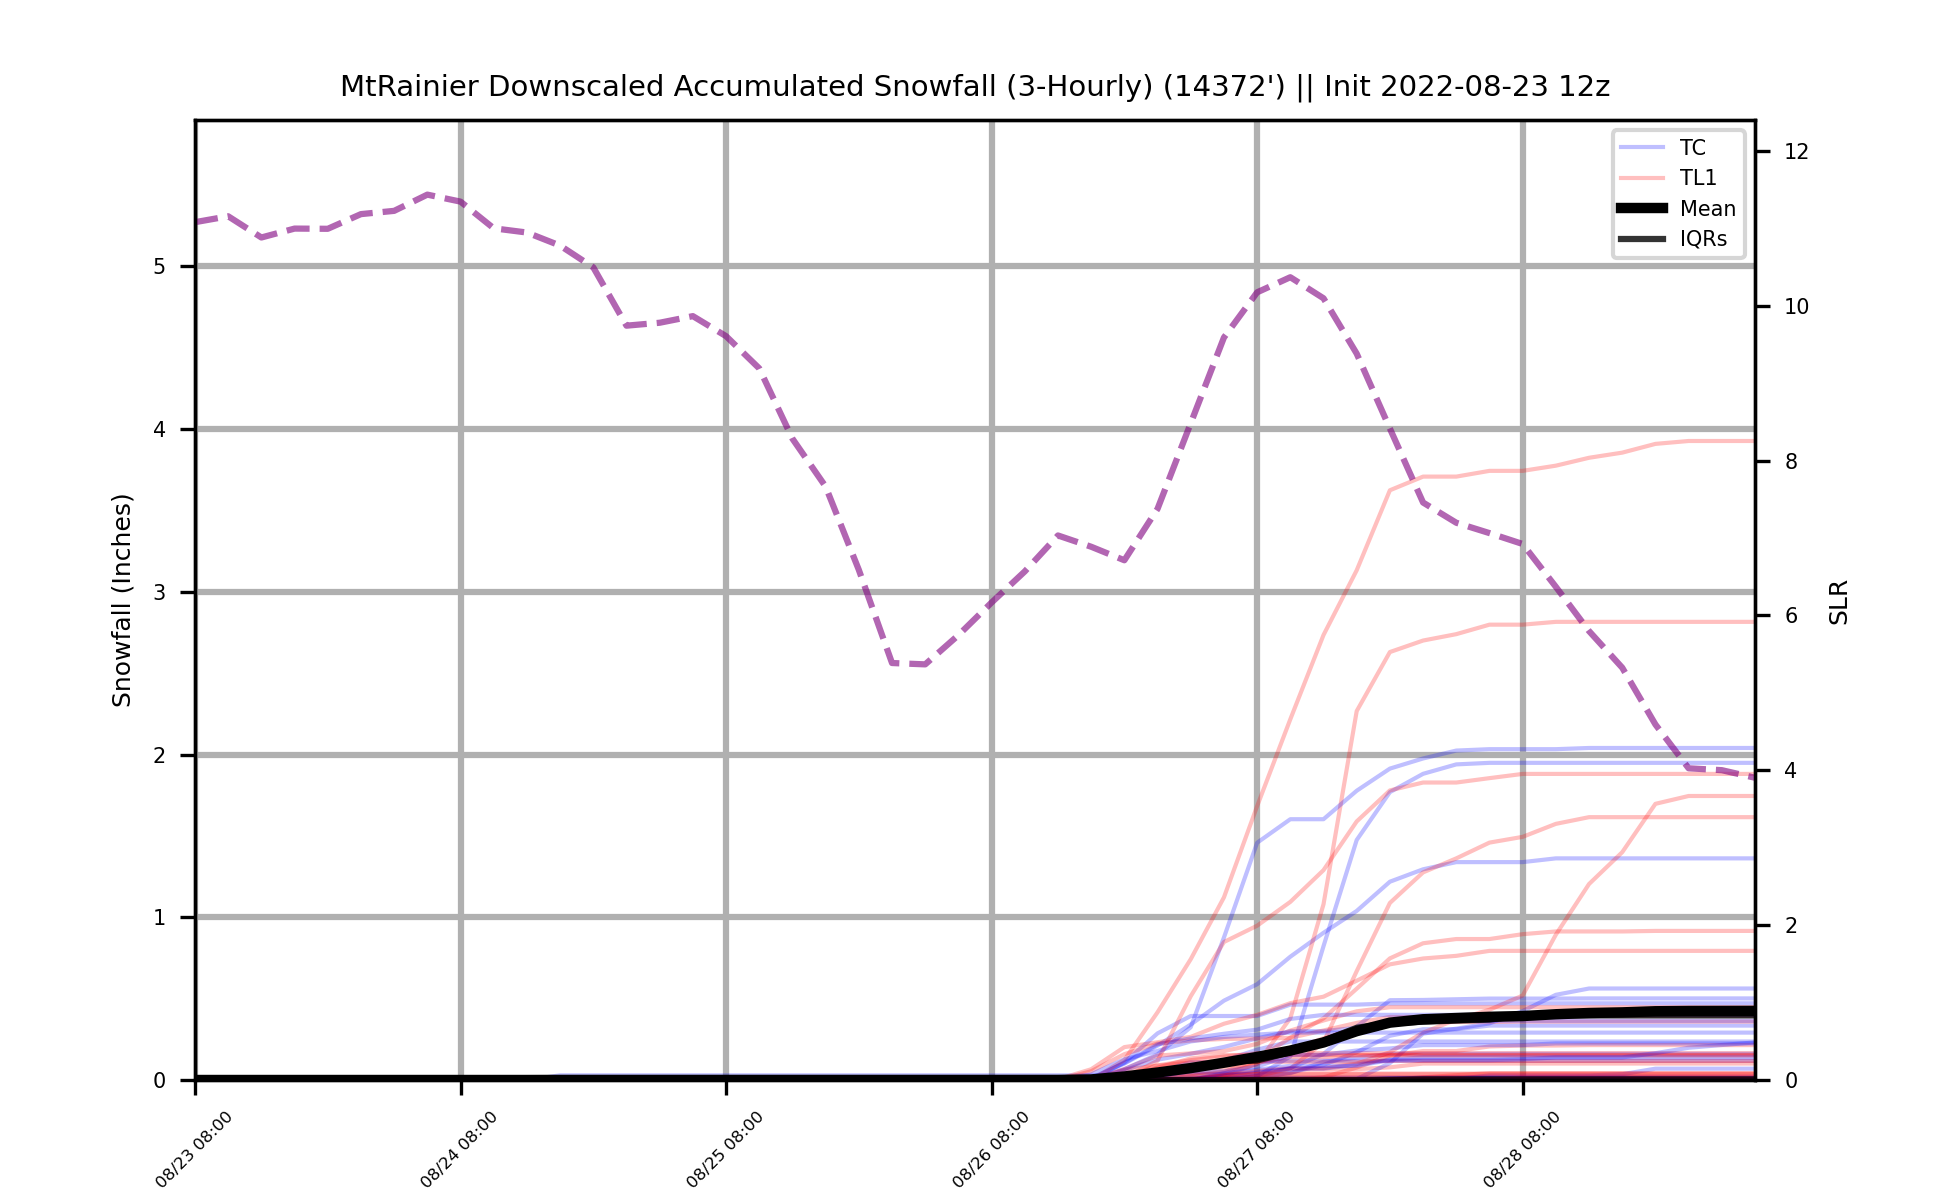 MtRainier Downscaled Accumulated Snowfall (3-Hourly) (14372') || Init 2022-08-23 12z
TC
TL1
Mean
IQRs
Snowfall (Inches)
5
4
3
2
1
0
12
10
8
6
4
2
0
SLR
08/23 08:00
08/24 08:00
08/25 08:00
08/26 08:00
08/27 08:00
08/28 08:00